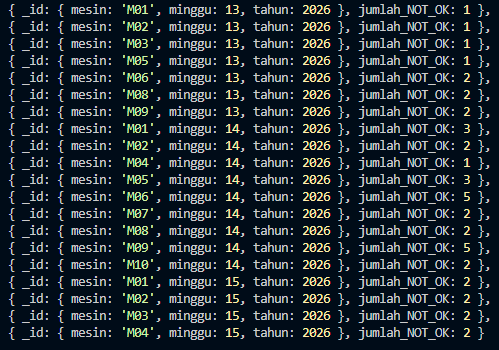 { _id: { mesin: 'M01', minggu: 13, tahun: 2026 }, jumlah_NOT_OK: 1 },
{ _id: { mesin: 'M02', minggu: 13, tahun: 2026 }, jumlah_NOT_OK: 1 },
{ _id: { mesin: 'M03', minggu: 13, tahun: 2026 }, jumlah_NOT_OK: 1 },
{ _id: { mesin: 'M05', minggu: 13, tahun: 2026 }, jumlah_NOT_OK: 1 },
{ _id: { mesin: 'M06', minggu: 13, tahun: 2026 }, jumlah_NOT_OK: 2 },
{ _id: { mesin: 'M08', minggu: 13, tahun: 2026 }, jumlah_NOT_OK: 2 },
{ _id: { mesin: 'M09', minggu: 13, tahun: 2026 }, jumlah_NOT_OK: 2 },
{ _id: { mesin: 'M01', minggu: 14, tahun: 2026 }, jumlah_NOT_OK: 3 },
{ _id: { mesin: 'M02', minggu: 14, tahun: 2026 }, jumlah_NOT_OK: 2 },
{ _id: { mesin: 'M04', minggu: 14, tahun: 2026 }, jumlah_NOT_OK: 1 },
{ _id: { mesin: 'M05', minggu: 14, tahun: 2026 }, jumlah_NOT_OK: 3 },
{ _id: { mesin: 'M06', minggu: 14, tahun: 2026 }, jumlah_NOT_OK: 5 },
{ _id: { mesin: 'M07', minggu: 14, tahun: 2026 }, jumlah_NOT_OK: 2 },
{ _id: { mesin: 'M08', minggu: 14, tahun: 2026 }, jumlah_NOT_OK: 2 },
{ _id: { mesin: 'M09', minggu: 14, tahun: 2026 }, jumlah_NOT_OK: 5 },
{ _id: { mesin: 'M10', minggu: 14, tahun: 2026 }, jumlah_NOT_OK: 2 },
{ _id: { mesin: 'M01', minggu: 15, tahun: 2026 }, jumlah_NOT_OK: 2 },
{ _id: { mesin: 'M02', minggu: 15, tahun: 2026 }, jumlah_NOT_OK: 2 },
{ _id: { mesin: 'M03', minggu: 15, tahun: 2026 }, jumlah_NOT_OK: 2 },
{ _id: { mesin: 'M04', minggu: 15, tahun: 2026 }, jumlah_NOT_OK: 2 }